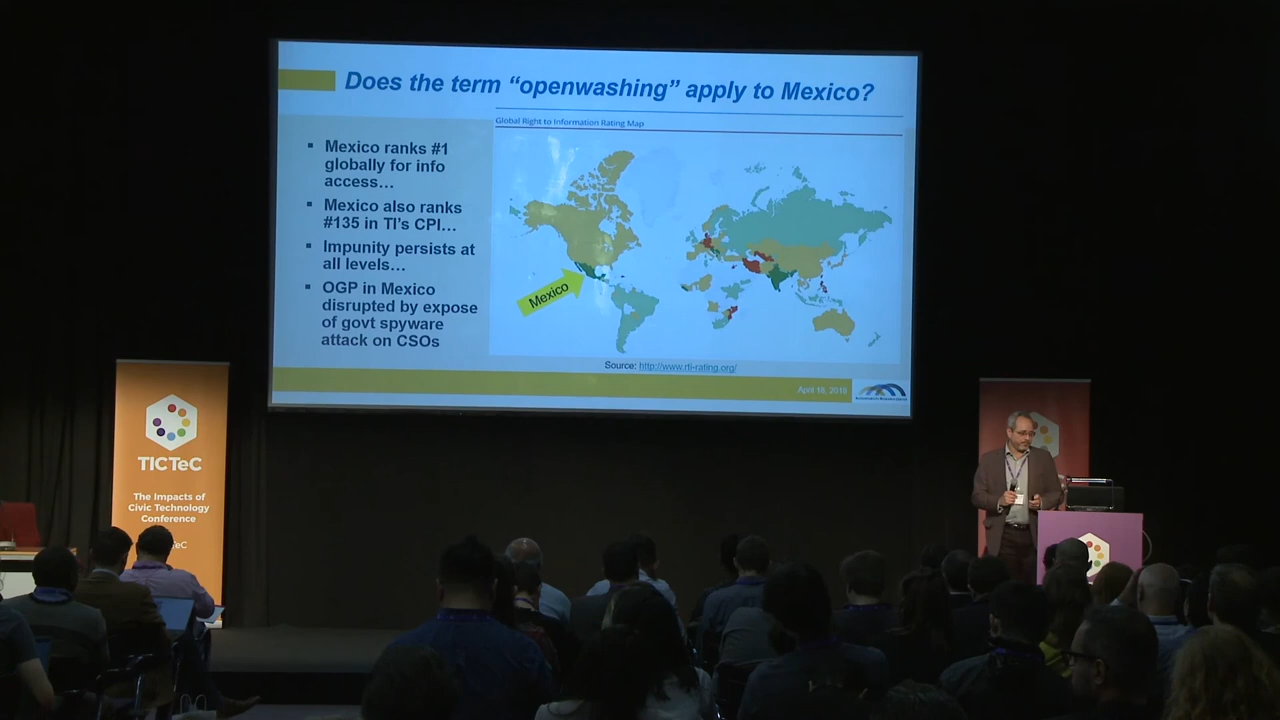 Does the term “openwashing” apply to Mexico?
Global Right to Information Rating Map
Mexico ranks #1
globally for info
access…
Mexico also ranks
#135 in TI’s CPI…
Impunity persists at
all levels…
OGP in Mexico
disrupted by expose
of govt spyware
attack on CSOs
Mexico
Source: http://www.rti-rating.org/
April 18, 2018
TICTeC
The Impacts of
Civic Technology
Conference